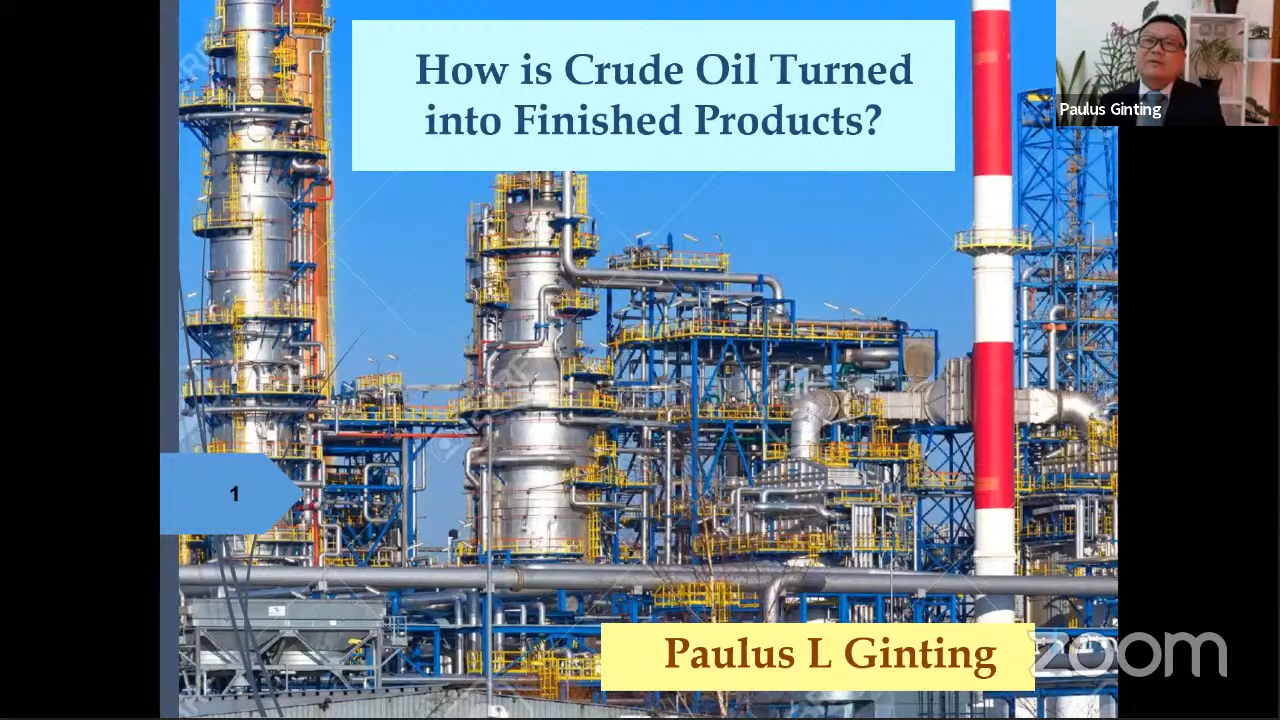 How is Crude Oil Turned
into Finished Products?
Paulus Ginting
1
Paulus L Ginting
zoom